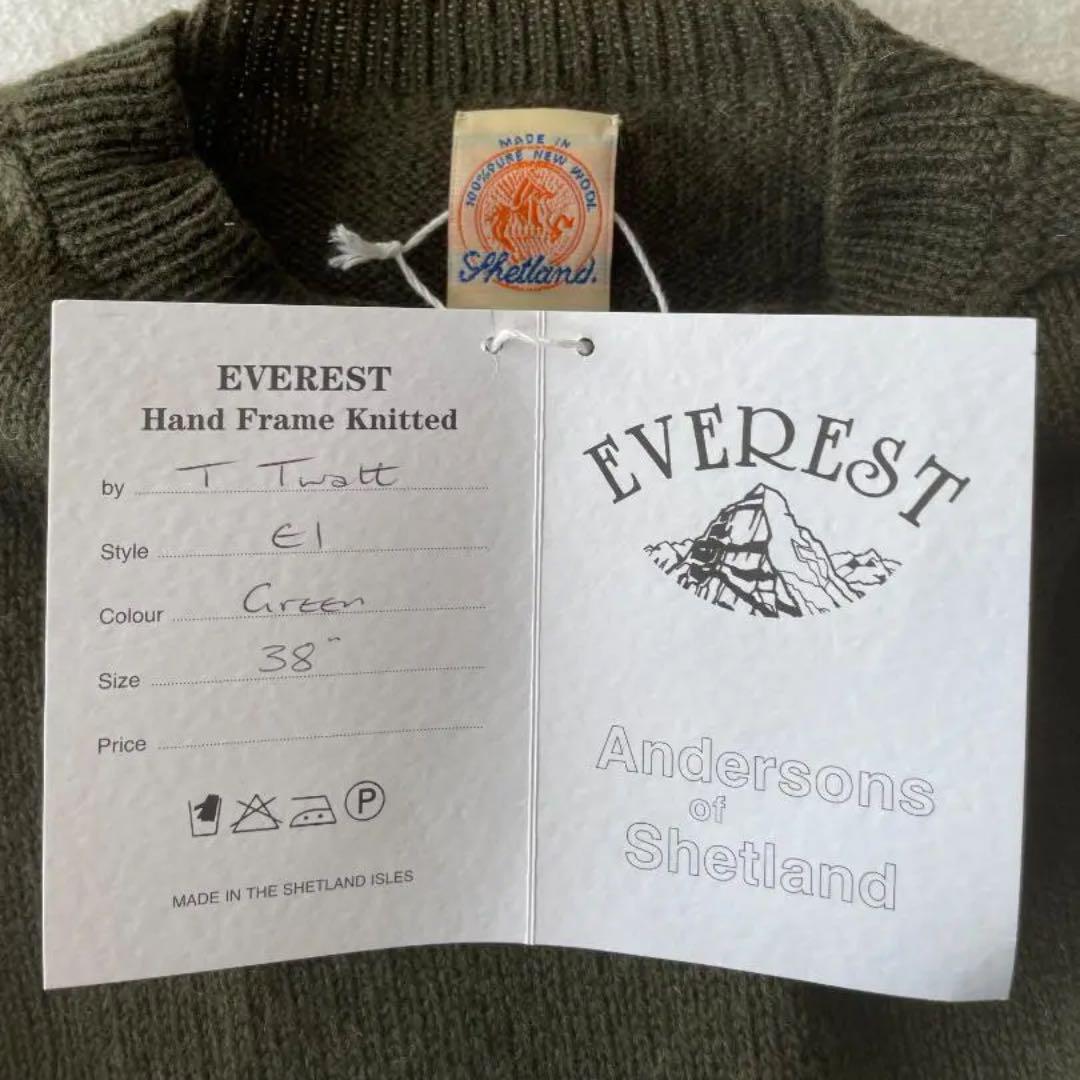 MADE IN
100% PURE NEW WOOL
Shetland.
EVEREST
Hand Frame Knitted
by T Twatt
Style E1
Colour Green
Size 38"
Price
P
MADE IN THE SHETLAND ISLES
EVEREST
Andersons
of
Shetland